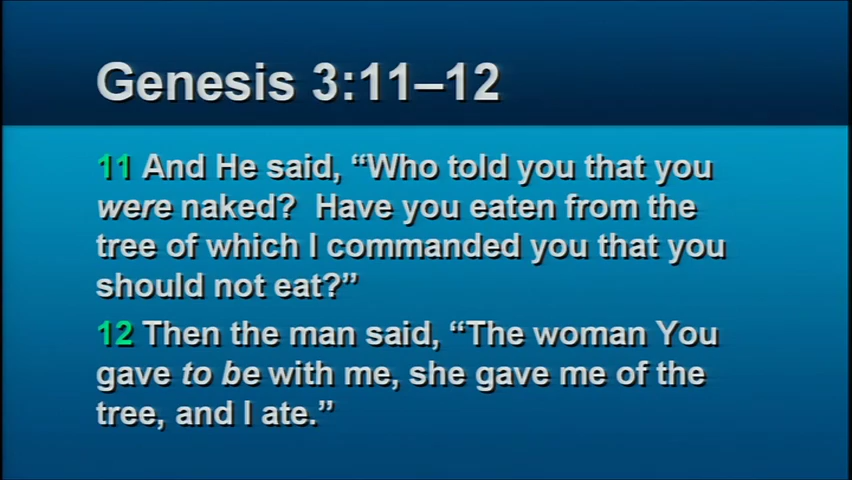 Genesis 3:11–12
11 And He said, “Who told you that you
were naked?  Have you eaten from the
tree of which I commanded you that you
should not eat?”
12 Then the man said, “The woman You
gave to be with me, she gave me of the
tree, and I ate.”